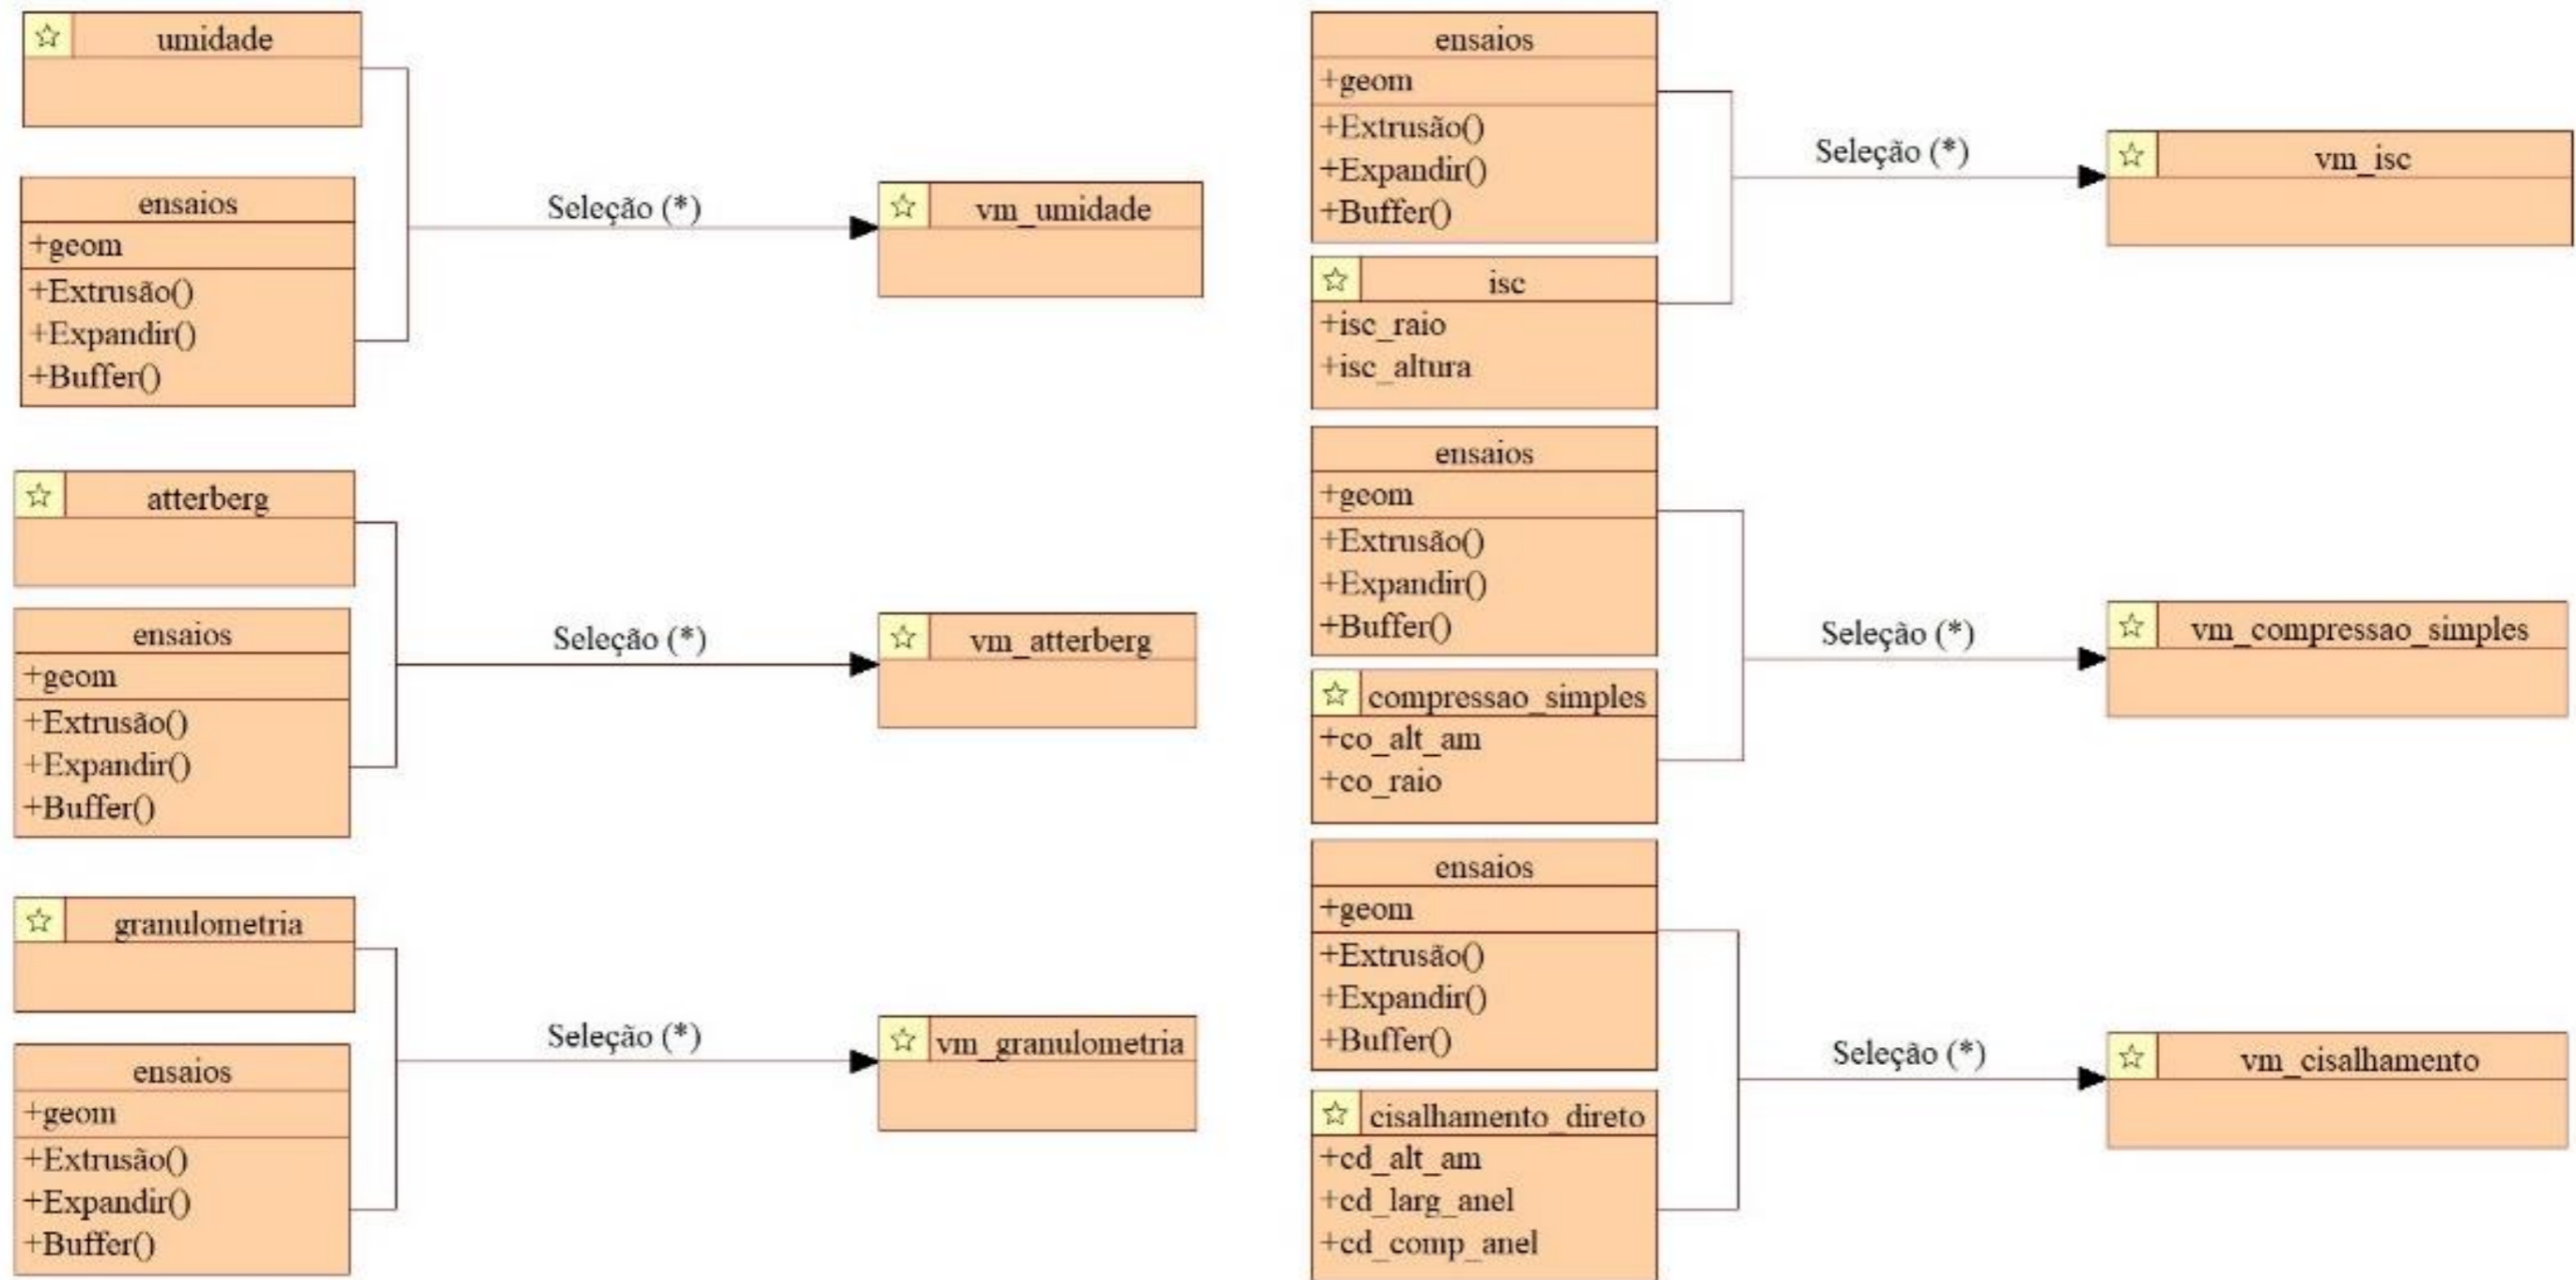 umidade
ensaios
+geom
+Extrusão()
+Expandir()
+Buffer()
Seleção (*)
vm_umidade
atterberg
ensaios
+geom
+Extrusão()
+Expandir()
+Buffer()
Seleção (*)
vm_atterberg
granulometria
ensaios
+geom
+Extrusão()
+Expandir()
+Buffer()
Seleção (*)
vm_granulometria
ensaios
+geom
+Extrusão()
+Expandir()
+Buffer()
isc
+isc_raio
+isc_altura
Seleção (*)
vm_isc
ensaios
+geom
+Extrusão()
+Expandir()
+Buffer()
compressao_simples
+co_alt_am
+co_raio
Seleção (*)
vm_compressao_simples
ensaios
+geom
+Extrusão()
+Expandir()
+Buffer()
cisalhamento_direto
+cd_alt_am
+cd_larg_anel
+cd_comp_anel
Seleção (*)
vm_cisalhamento